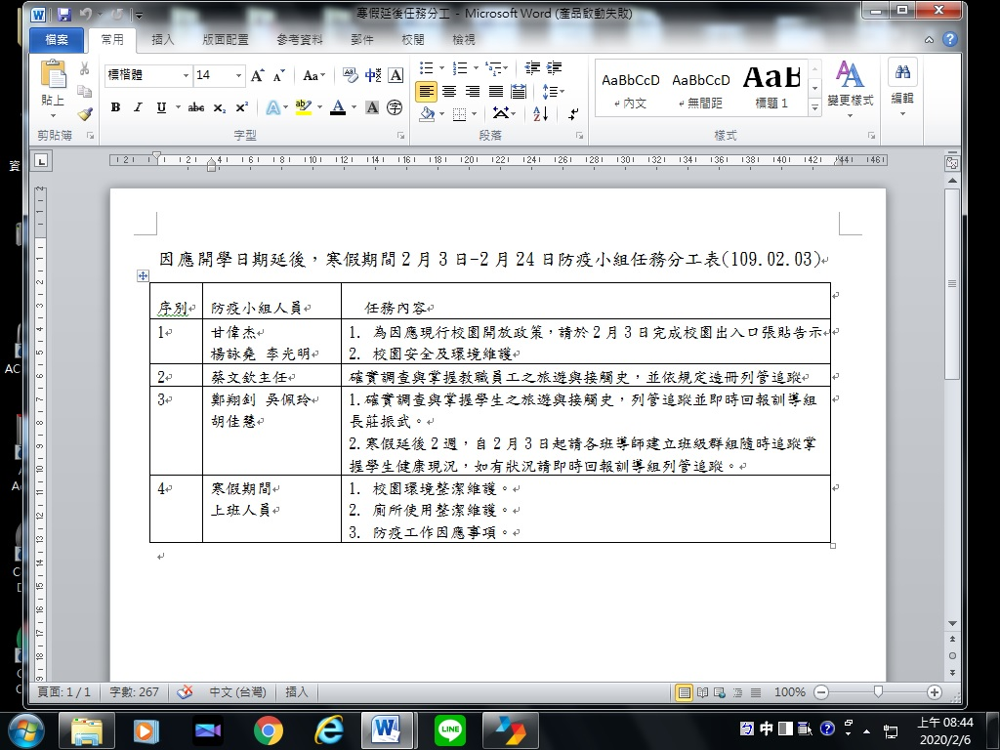 寒假延後任務分工 - Microsoft Word (產品啟動失敗)
檔案 常用 插入 版面配置 參考資料 郵件 校閱 檢視
標楷體 14
貼上
AaBbCcD AaBbCcD AaB
內文 無間距 標題 1
變更樣式 編輯
剪貼簿 字型 段落 樣式
因應開學日期延後，寒假期間2月3日-2月24日防疫小組任務分工表(109.02.03)
序別 防疫小組人員 任務內容
1 甘偉杰 1. 為因應現行校園開放政策，請於2月3日完成校園出入口張貼告示
楊詠堯 李光明 2. 校園安全及環境維護
2 蔡文欽主任 確實調查與掌握教職員工之旅遊與接觸史，並依規定造冊列管追蹤
3 鄭翔釗 吳佩玲 1.確實調查與掌握學生之旅遊與接觸史，列管追蹤並即時回報訓導組
胡佳慧 長莊振武。
2.寒假延後2週，自2月3日起請各班導師建立班級群組隨時追蹤掌
握學生健康現況，如有狀況請即時回報訓導組列管追蹤。
4 寒假期間 1. 校園環境整潔維護。
上班人員 2. 廁所使用整潔維護。
3. 防疫工作因應事項。
頁面: 1 / 1 字數: 267 中文 (台灣) 插入 100%
LINE
中
上午 08:44
2020/2/6